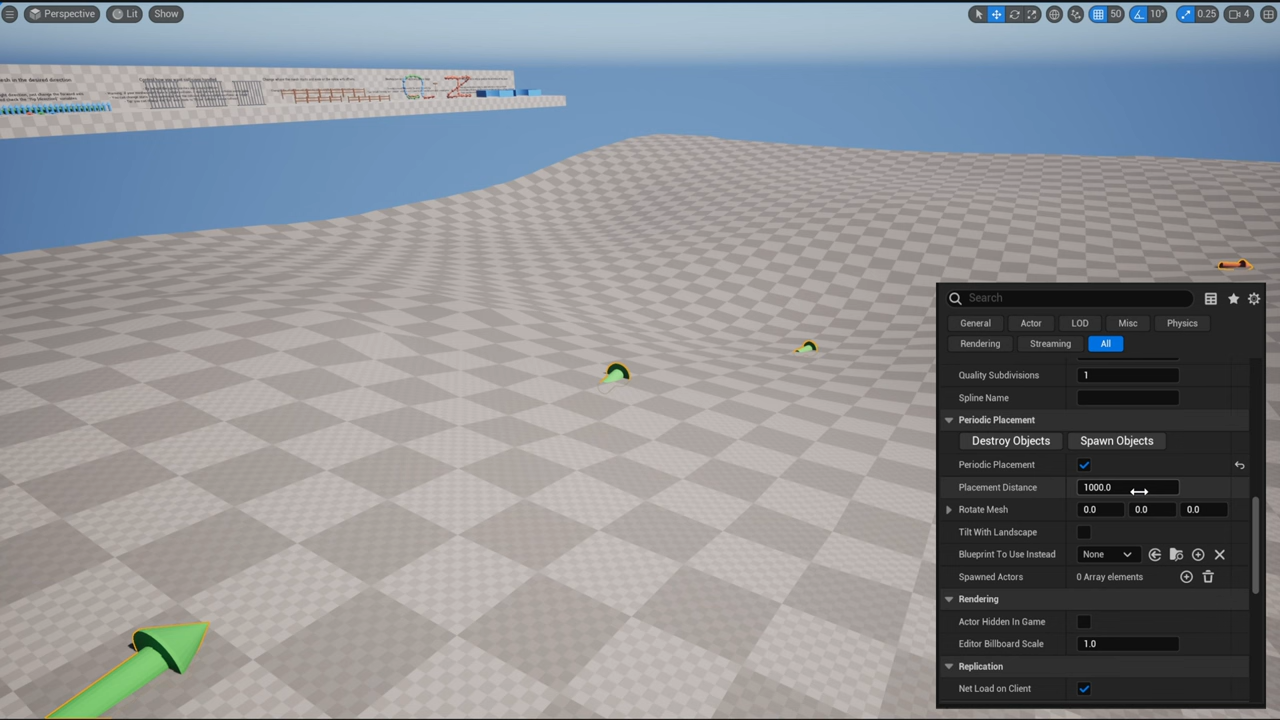 Perspective Lit Show 50 10° 0.25 4
Search
General Actor LOD Misc Physics
Rendering Streaming All
Quality Subdivisions 1
Spline Name
Periodic Placement
Destroy Objects Spawn Objects
Periodic Placement
Placement Distance 1000.0
Rotate Mesh 0.0 0.0 0.0
Tilt With Landscape
Blueprint To Use Instead None
Spawned Actors 0 Array elements
Rendering
Actor Hidden In Game
Editor Billboard Scale 1.0
Replication
Net Load on Client